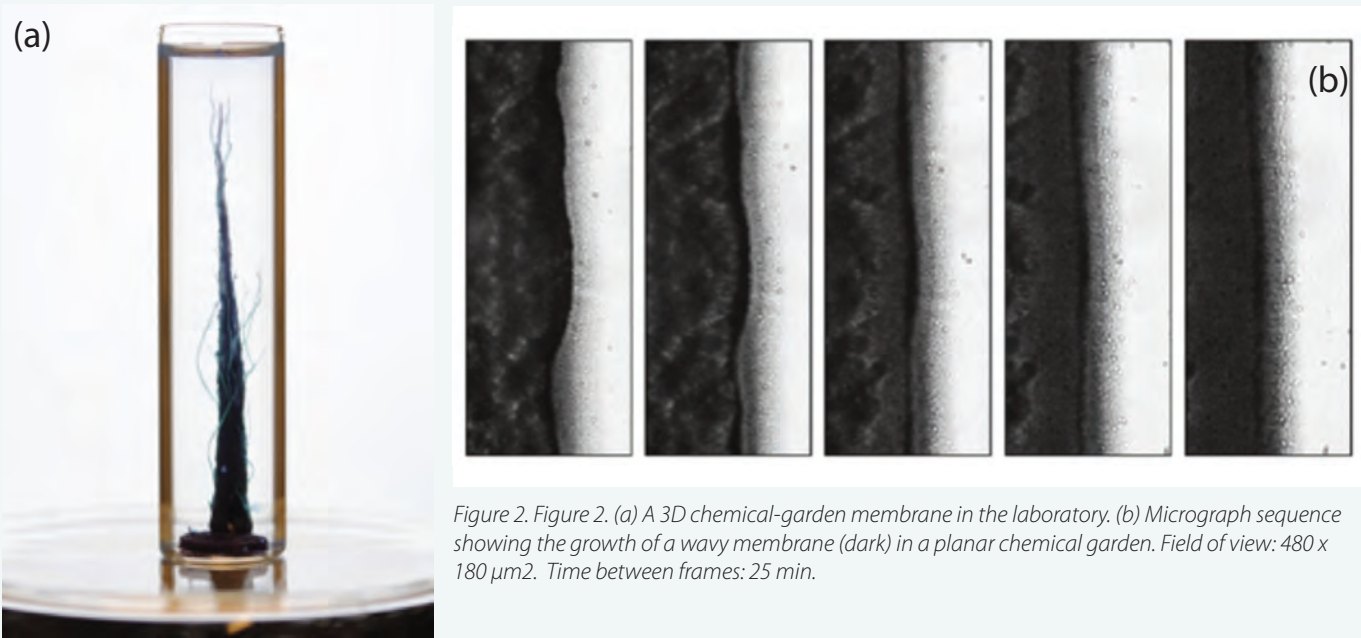 (a)
(b)
Figure 2. Figure 2. (a) A 3D chemical-garden membrane in the laboratory. (b) Micrograph sequence
showing the growth of a wavy membrane (dark) in a planar chemical garden. Field of view: 480 x
180 µm2. Time between frames: 25 min.